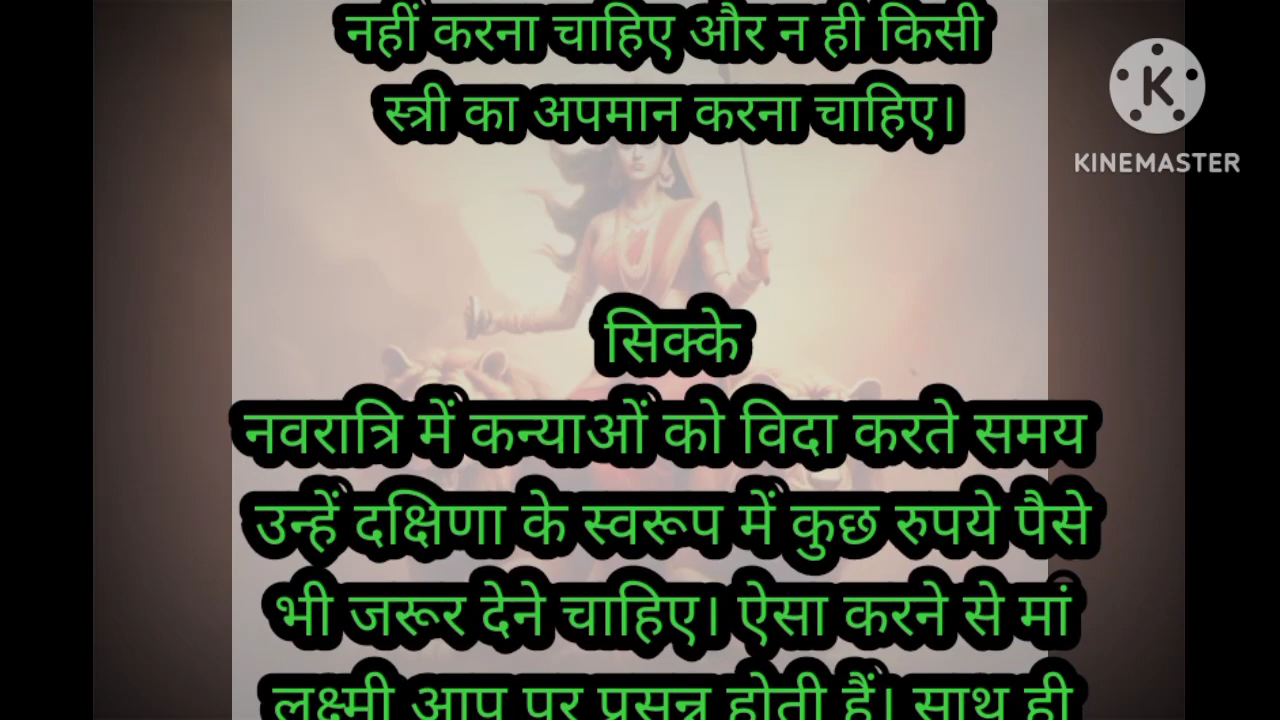 नहीं करना चाहिए और न ही किसी
स्त्री का अपमान करना चाहिए।
K
KINEMASTER
सिक्के
नवरात्रि में कन्याओं को विदा करते समय
उन्हें दक्षिणा के स्वरूप में कुछ रुपये पैसे
भी जरूर देने चाहिए। ऐसा करने से मां
लक्ष्मी आप पर प्रसन्न होती हैं। साथ ही